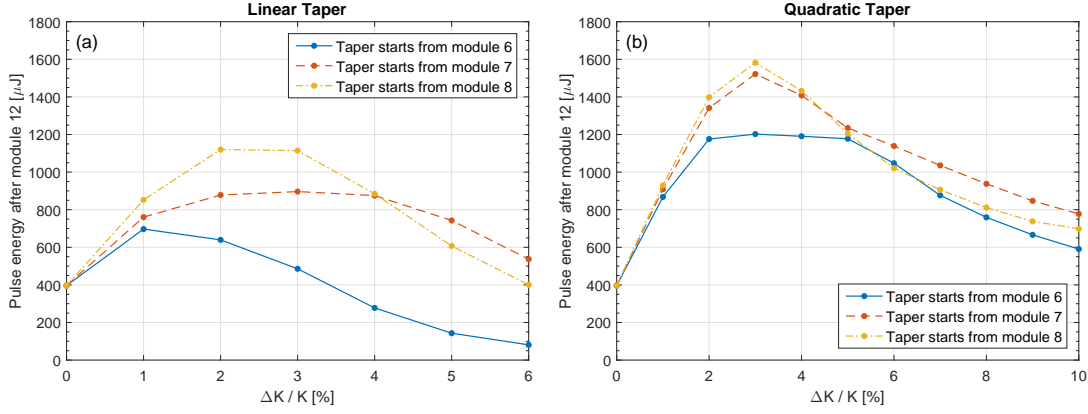 Linear Taper
(a)
Taper starts from module 6
Taper starts from module 7
Taper starts from module 8
Pulse energy after module 12 [μJ]
1800
1600
1400
1200
1000
800
600
400
200
0
0 1 2 3 4 5 6
ΔK / K [%]
Quadratic Taper
(b)
Pulse energy after module 12 [μJ]
1800
1600
1400
1200
1000
800
600
400
200
0
Taper starts from module 6
Taper starts from module 7
Taper starts from module 8
0 2 4 6 8 10
ΔK / K [%]